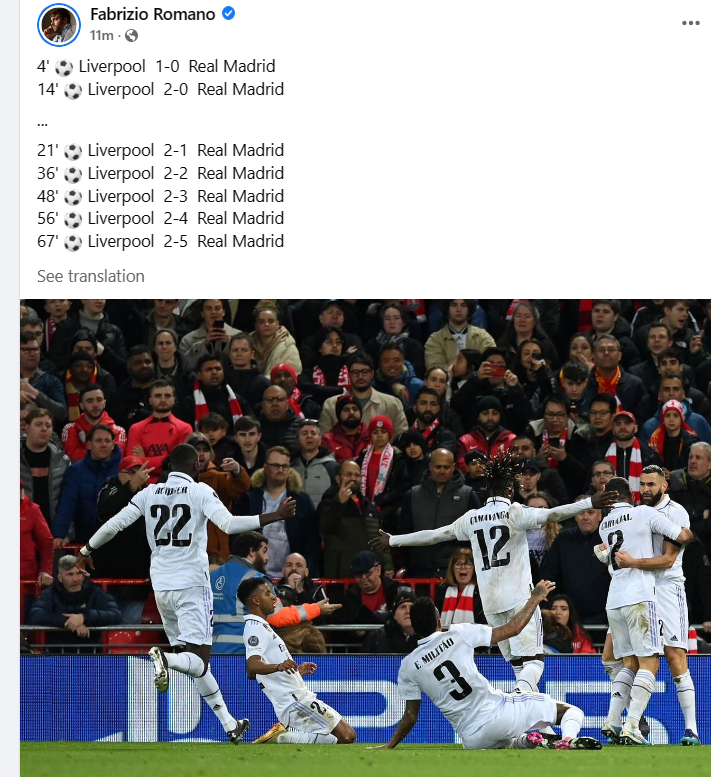 Fabrizio Romano
11m ·
4' ⚽ Liverpool 1-0 Real Madrid
14' ⚽ Liverpool 2-0 Real Madrid
...
21' ⚽ Liverpool 2-1 Real Madrid
36' ⚽ Liverpool 2-2 Real Madrid
48' ⚽ Liverpool 2-3 Real Madrid
56' ⚽ Liverpool 2-4 Real Madrid
67' ⚽ Liverpool 2-5 Real Madrid
See translation
22
CAMAVINGA
12
CARVAJAL
2
E. MILITÃO
3